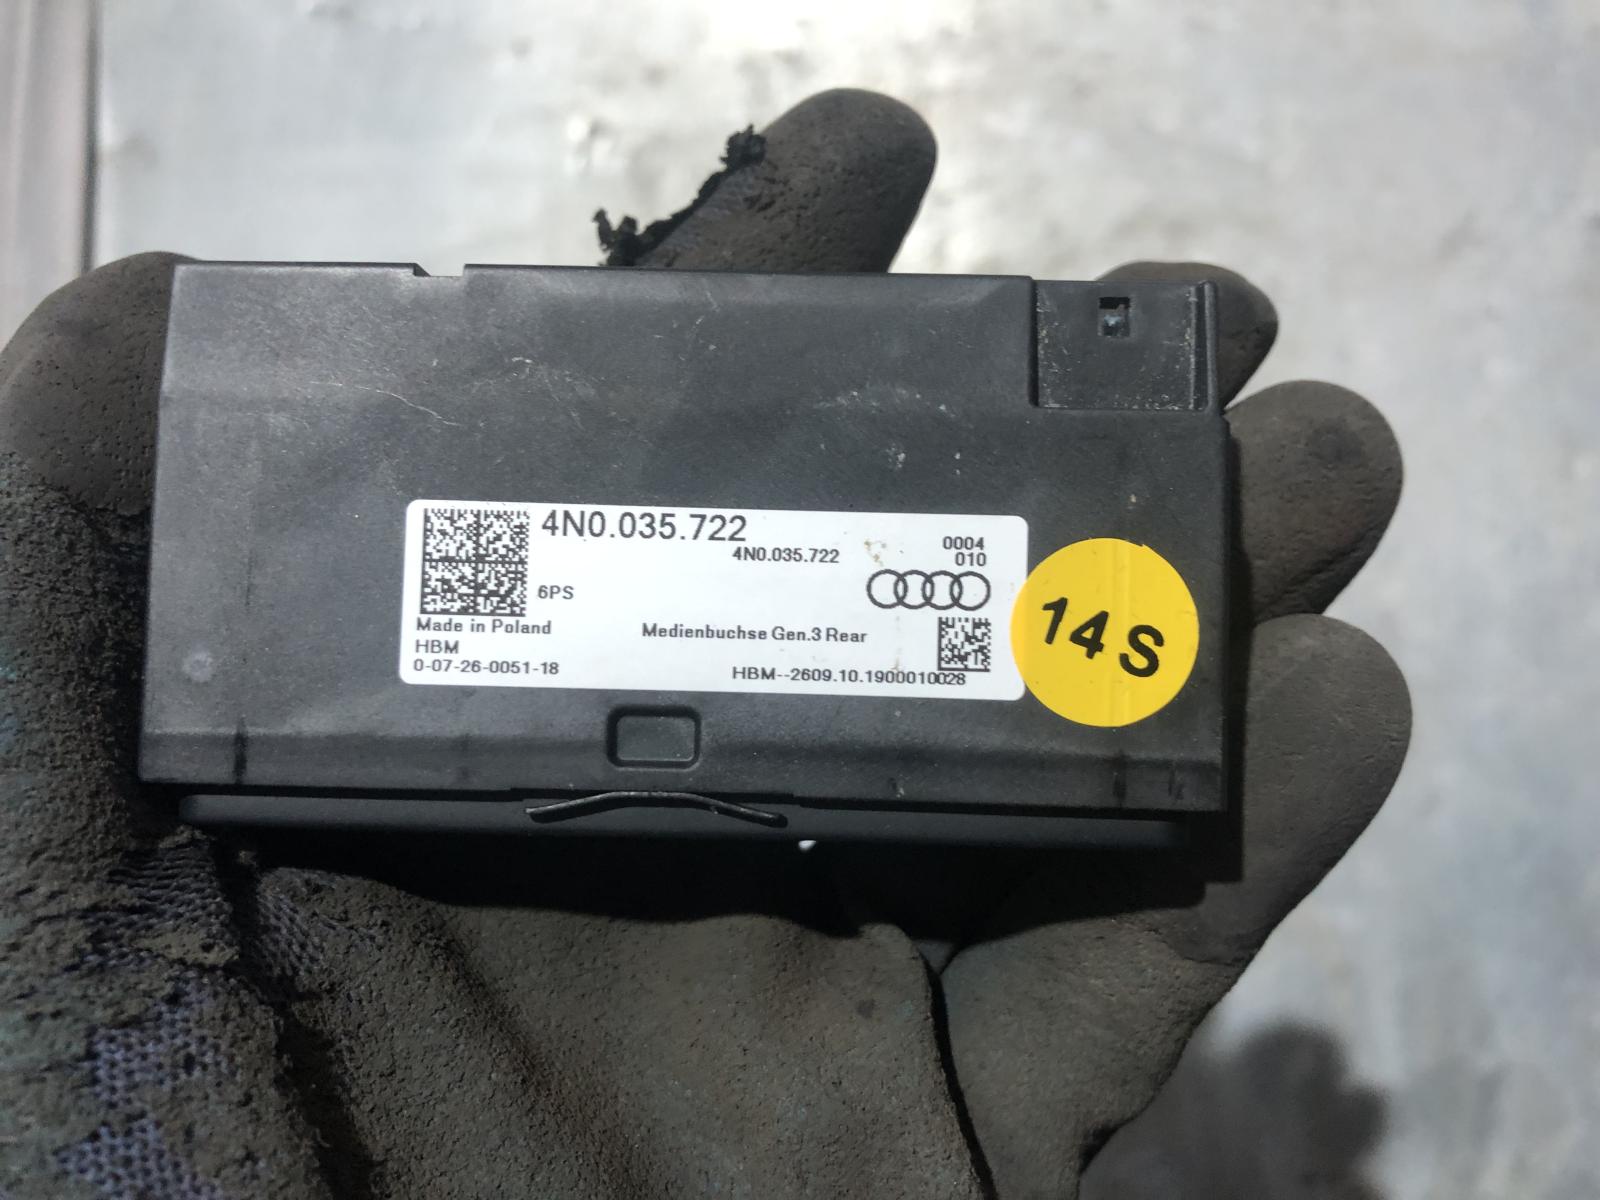 4N0.035.722
4N0.035.722
0004
010
6PS
Made in Poland
HBM
0-07-26-0051-18
Medienbuchse Gen.3 Rear
HBM--2609.10.1900010028
14S